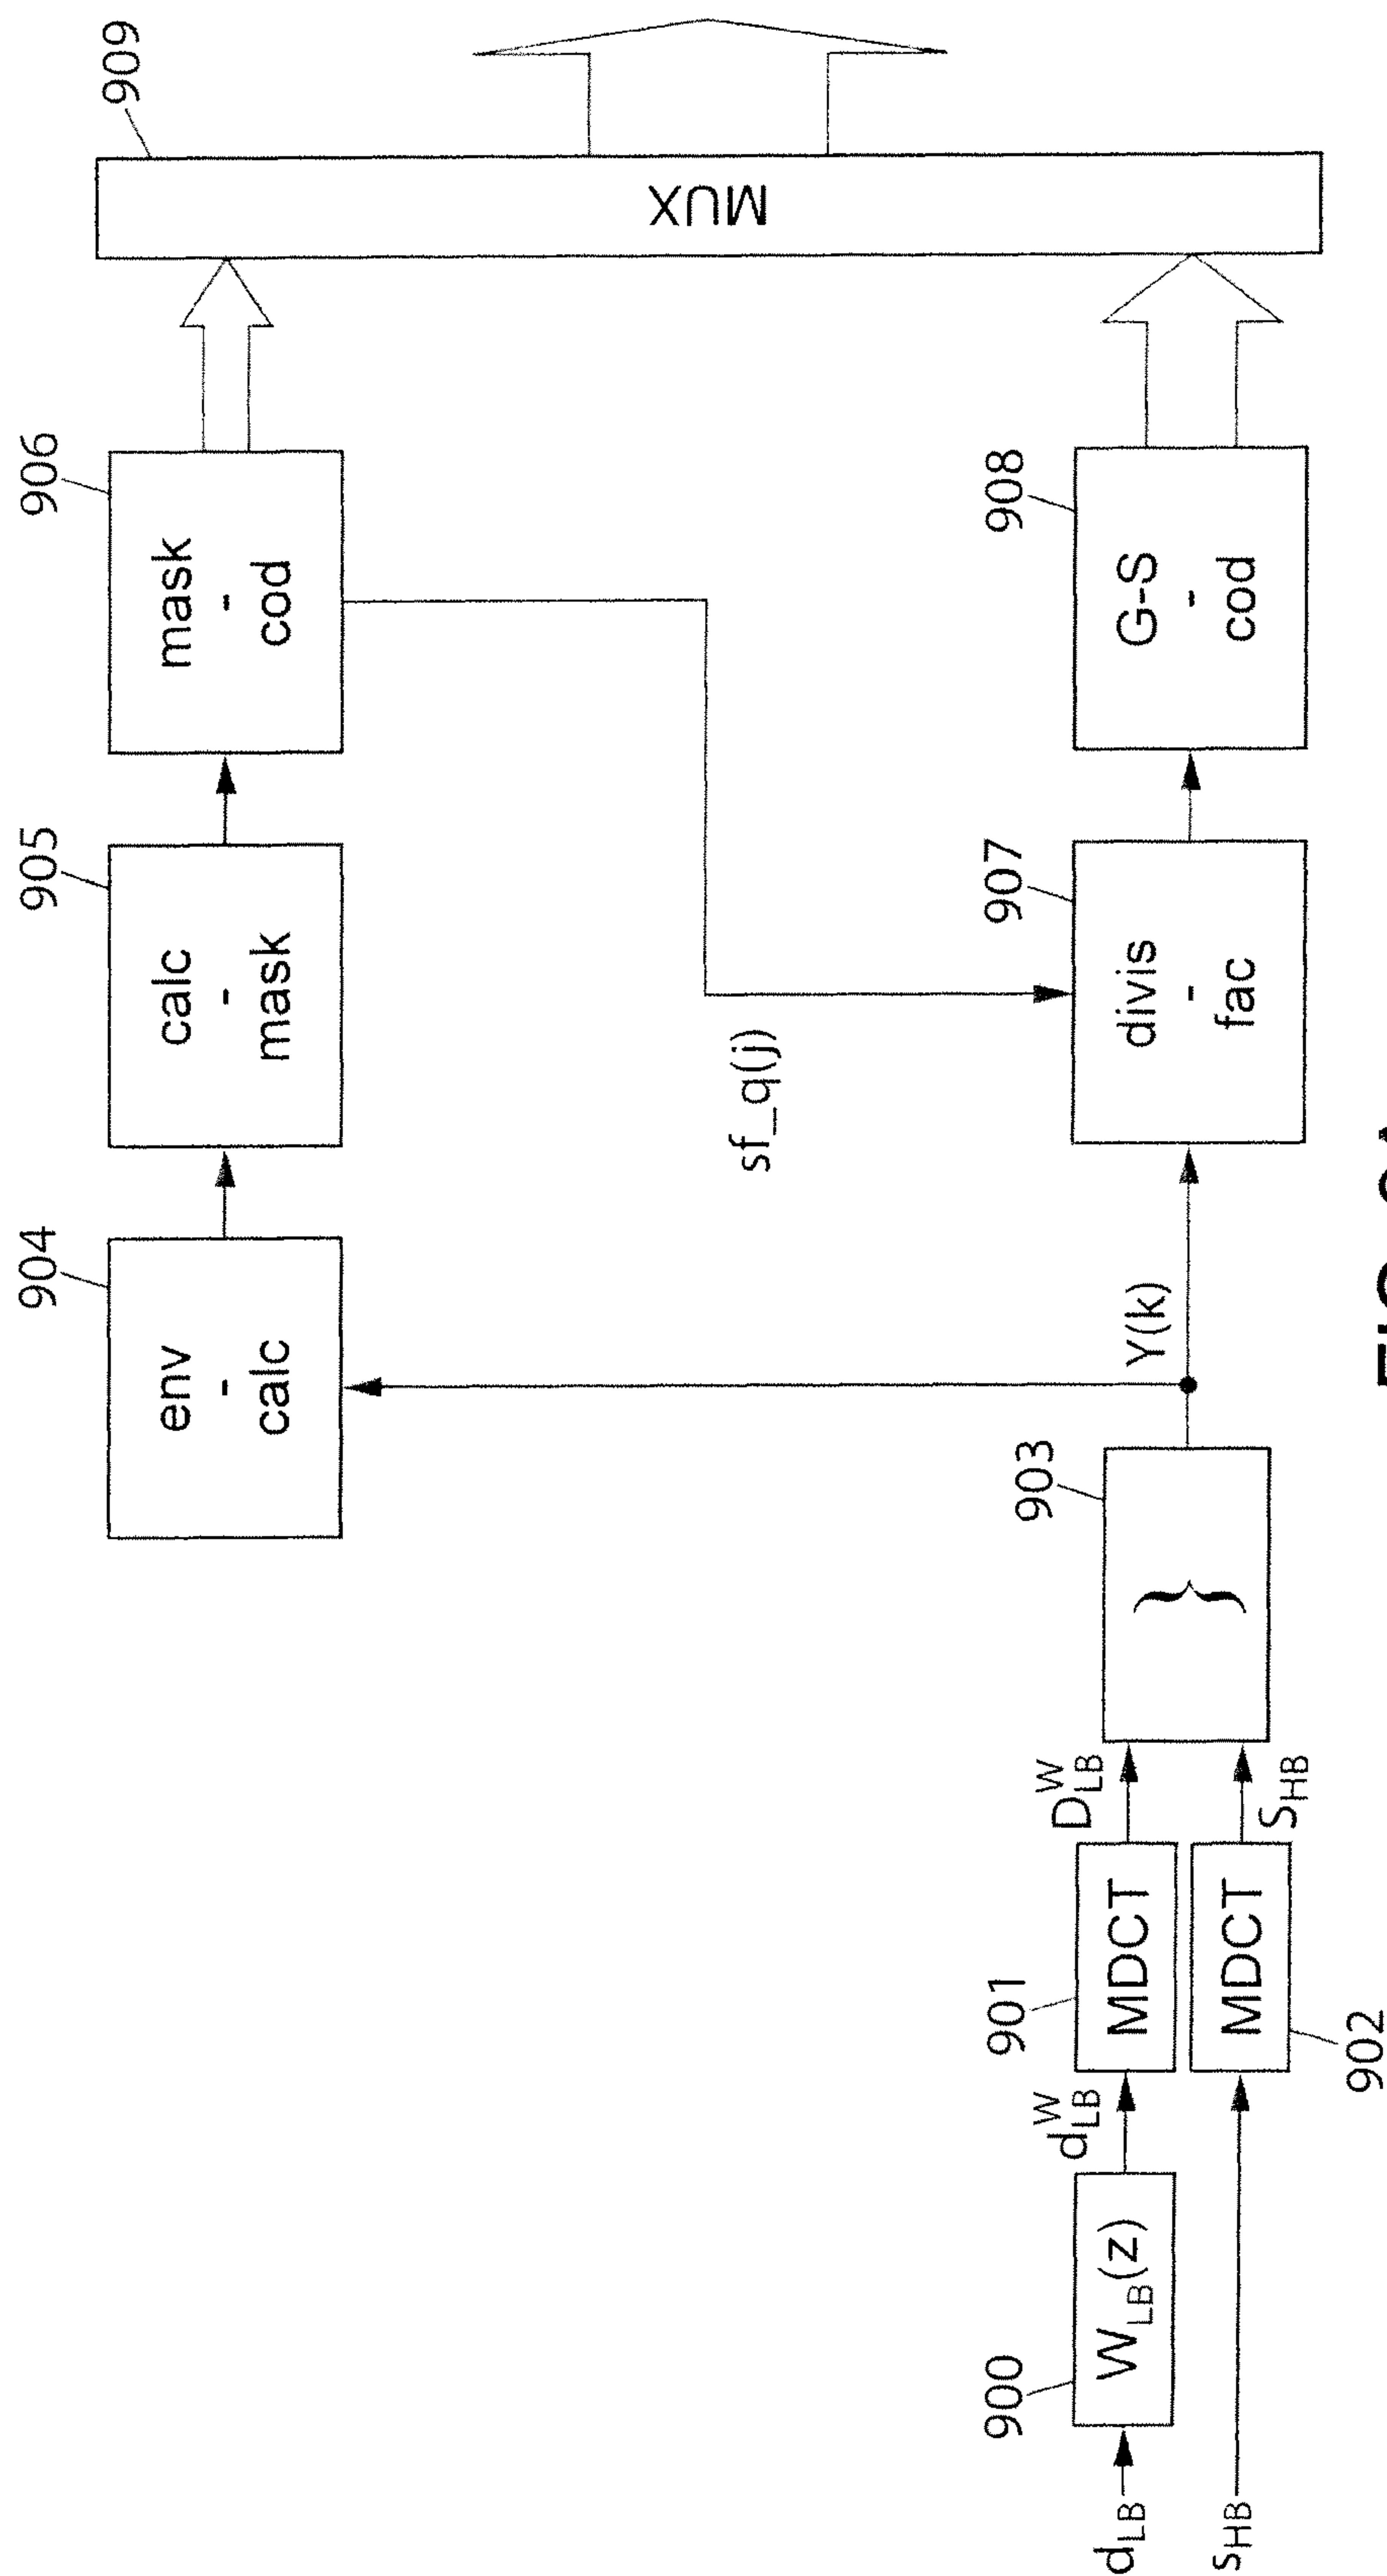 904
env
-
calc
905
calc
-
mask
906
mask
-
cod
909
MUX
sf_q(j)
903
}
Y(k)
907
divis
-
fac
908
G-S
-
cod
d_LB
900
W_LB(z)
d^W_LB
901
MDCT
D^W_LB
s_HB
MDCT
902
S_HB